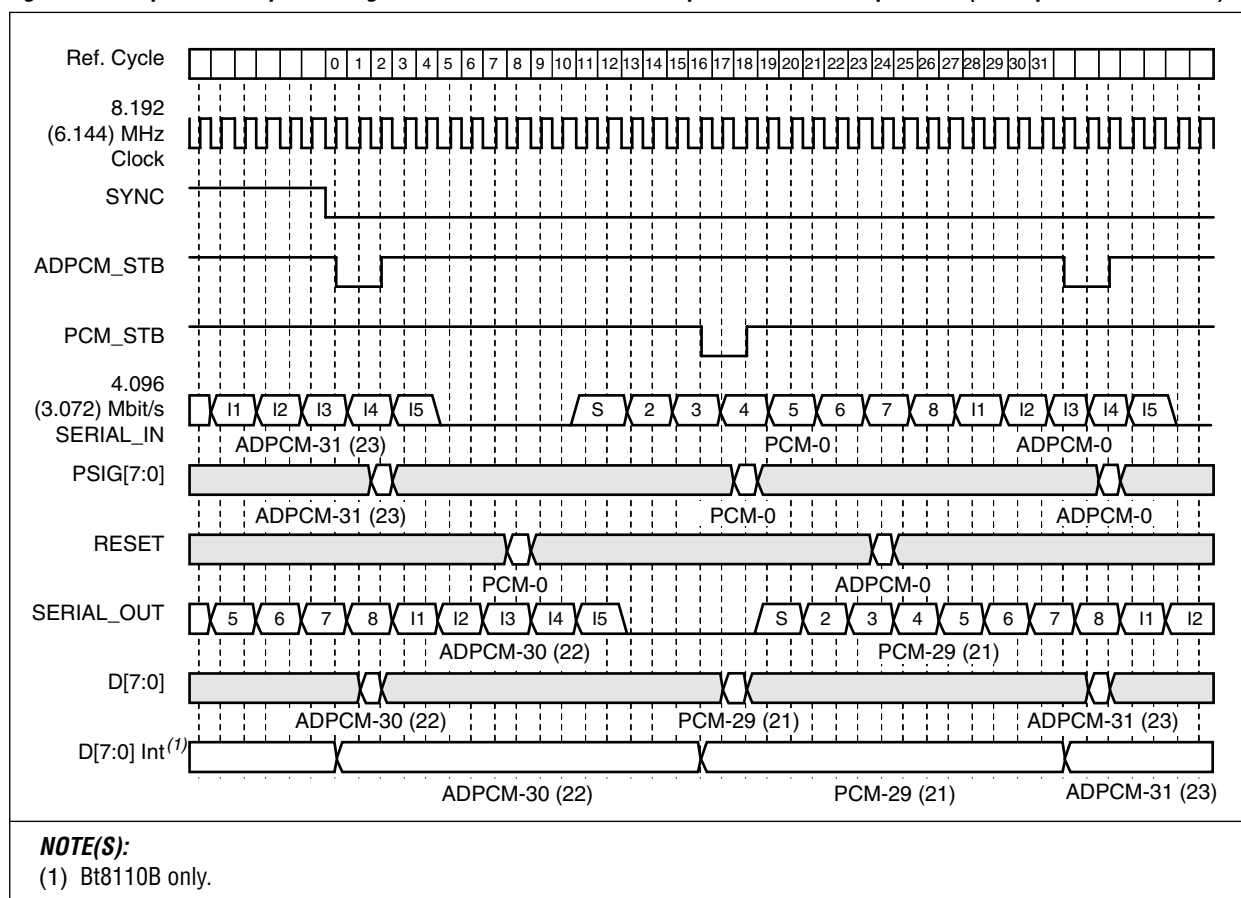 Ref. Cycle 0 1 2 3 4 5 6 7 8 9 10 11 12 13 14 15 16 17 18 19 20 21 22 23 24 25 26 27 28 29 30 31
8.192
(6.144) MHz
Clock
SYNC
ADPCM_STB
PCM_STB
4.096
(3.072) Mbit/s
SERIAL_IN
I1 I2 I3 I4 I5 S 2 3 4 5 6 7 8 I1 I2 I3 I4 I5
ADPCM-31 (23) PCM-0 ADPCM-0
PSIG[7:0]
ADPCM-31 (23) PCM-0 ADPCM-0
RESET
PCM-0 ADPCM-0
SERIAL_OUT 5 6 7 8 I1 I2 I3 I4 I5 S 2 3 4 5 6 7 8 I1 I2
ADPCM-30 (22) PCM-29 (21)
D[7:0]
ADPCM-30 (22) PCM-29 (21) ADPCM-31 (23)
D[7:0] Int(1)
ADPCM-30 (22) PCM-29 (21) ADPCM-31 (23)
NOTE(S):
(1) Bt8110B only.